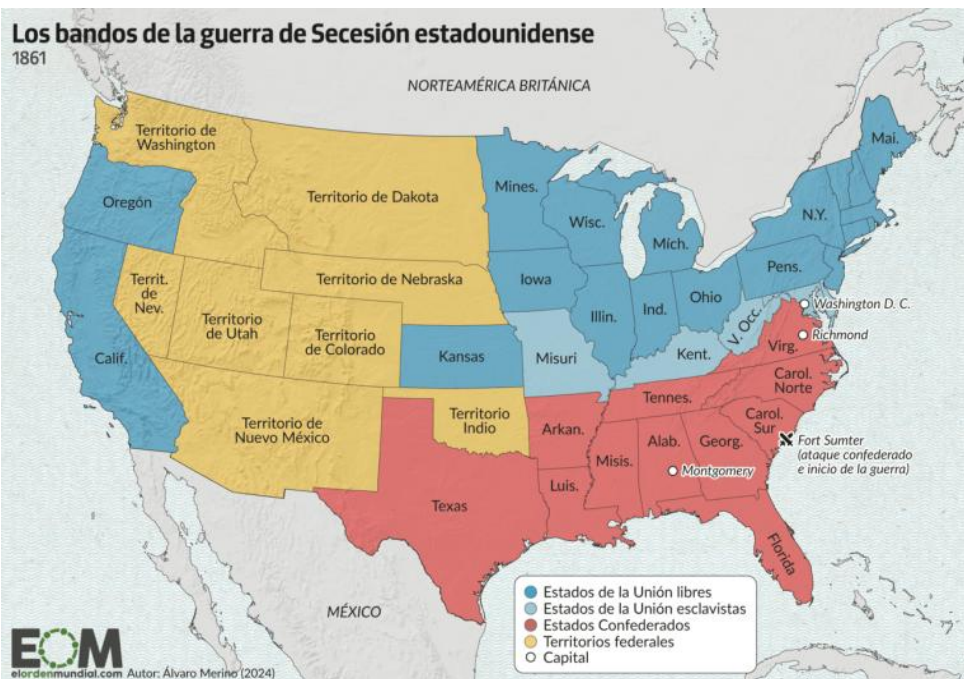 Los bandos de la guerra de Secesión estadounidense
1861
NORTEAMÉRICA BRITÁNICA
Territorio de
Washington
Mai.
Oregón
Territorio de Dakota
Mines.
Wisc.
Mich.
N.Y.
Territ.
de
Nev.
Territorio de Nebraska
Iowa
Pens.
Territorio
de Utah
Territorio
de Colorado
Illin.
Ind.
Ohio
Washington D. C.
V. Occ.
Richmond
Calif.
Kansas
Misuri
Kent.
Virg.
Carol.
Norte
Territorio de
Nuevo México
Territorio
Indio
Tennes.
Arkan.
Carol.
Sur
Misis.
Alab.
Georg.
Fort Sumter
(ataque confederado
e inicio de la guerra)
Montgomery
Texas
Luis.
Florida
MÉXICO
Estados de la Unión libres
Estados de la Unión esclavistas
Estados Confederados
Territorios federales
Capital
EOM
elordenmundial.com Autor: Álvaro Merino (2024)